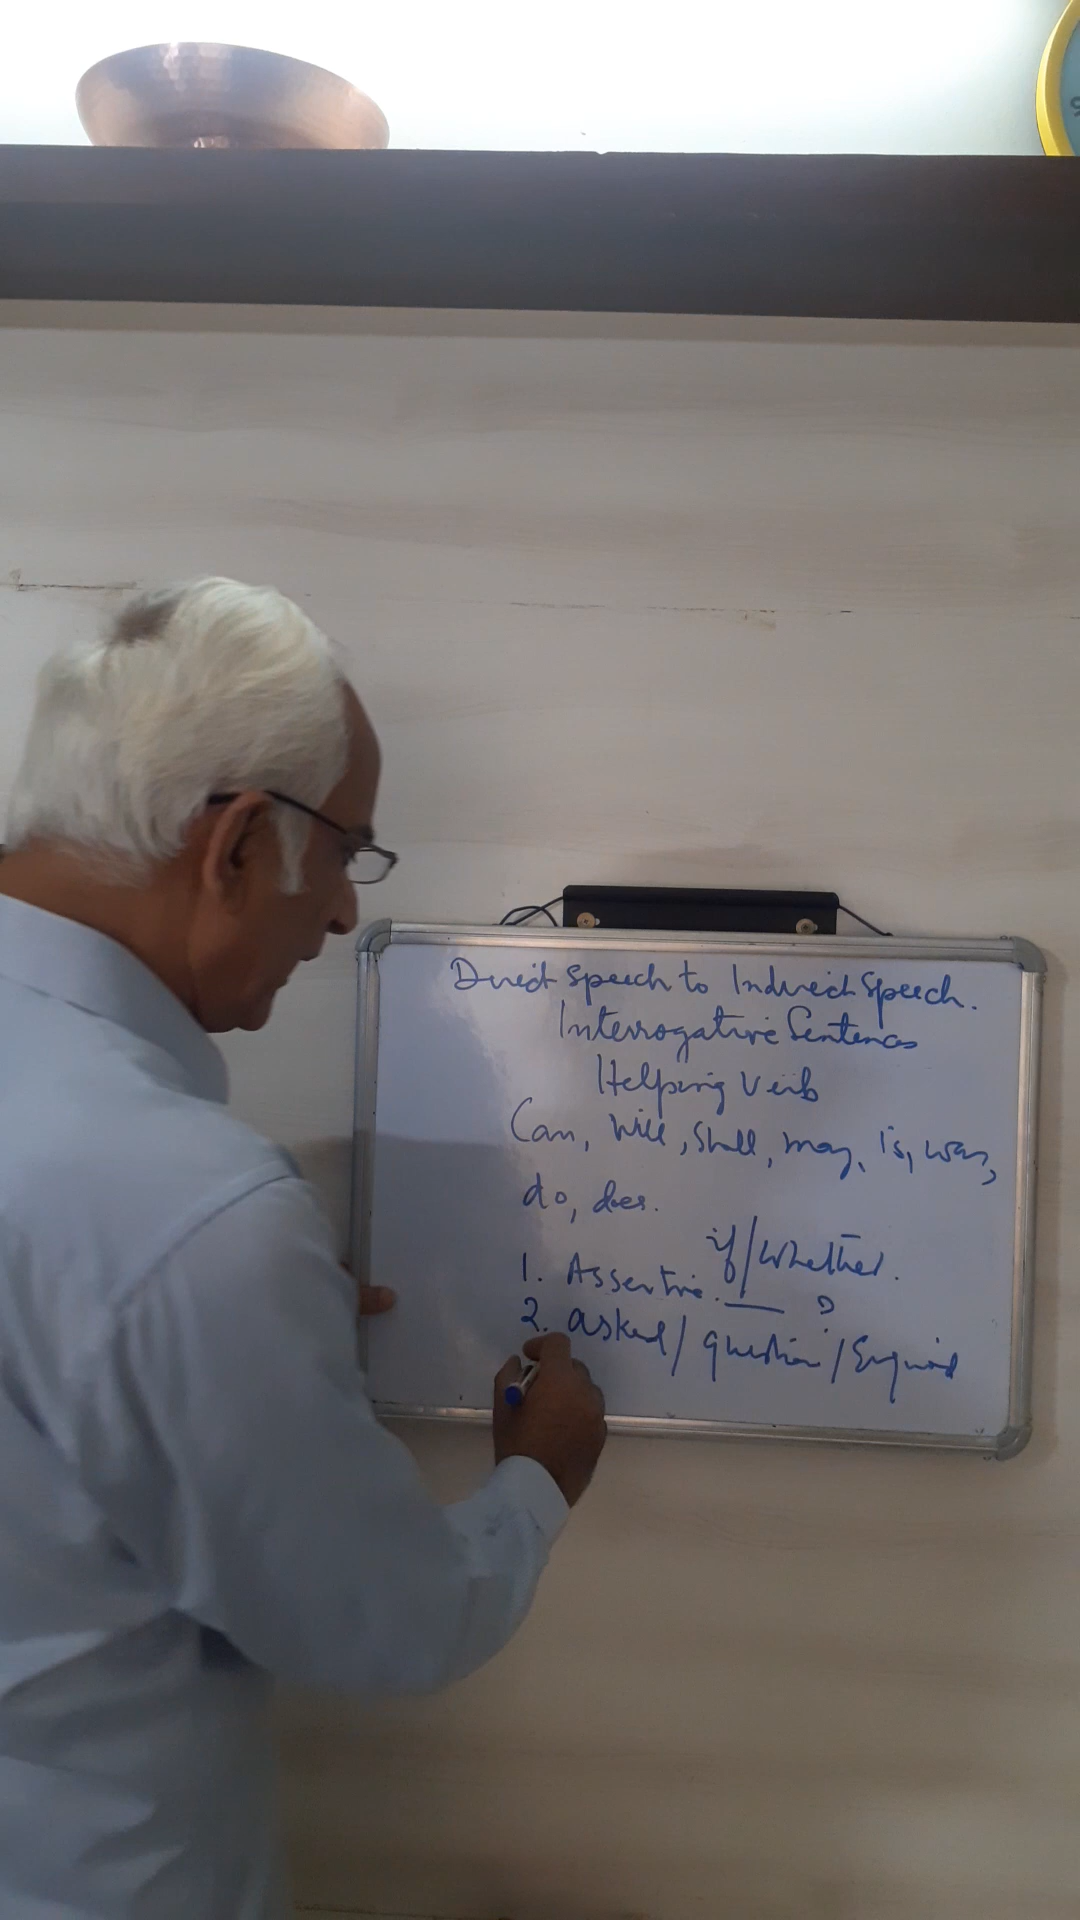 Direct Speech to Indirect Speech.
Interrogative Sentences
Helping Verb
Can, Will, Shall, may, is, was,
do, does.
if/whether.
1. Assertive. ?
2. asked/question/Enquired
9